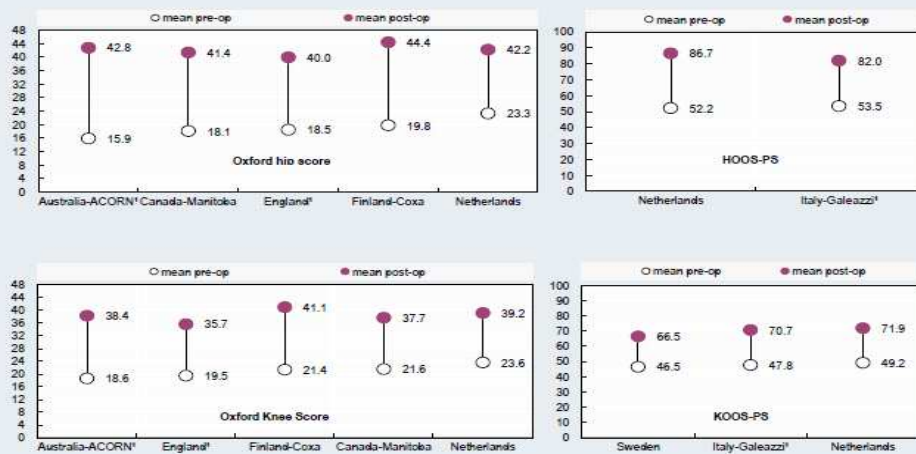 mean pre-op mean post-op
48
44
40
36
32
28
24
20
16
12
8
4
0
42.8 41.4 40.0 44.4 42.2
15.9 18.1 18.5 19.8 23.3
Oxford hip score
Australia-ACORN¹ Canada-Manitoba England Finland-Coxa Netherlands
mean pre-op mean post-op
100
90
80
70
60
50
40
30
20
10
0
86.7 82.0
52.2 53.5
HOOS-PS
Netherlands Italy-Galeazzi
mean pre-op mean post-op
48
44
40
36
32
28
24
20
16
12
8
4
0
38.4 35.7 41.1 37.7 39.2
18.6 19.5 21.4 21.6 23.6
Oxford Knee Score
Australia-ACORN¹ England Finland-Coxa Canada-Manitoba Netherlands
mean pre-op mean post-op
100
90
80
70
60
50
40
30
20
10
0
66.5 70.7 71.9
46.5 47.8 49.2
KOOS-PS
Sweden Italy-Galeazzi Netherlands